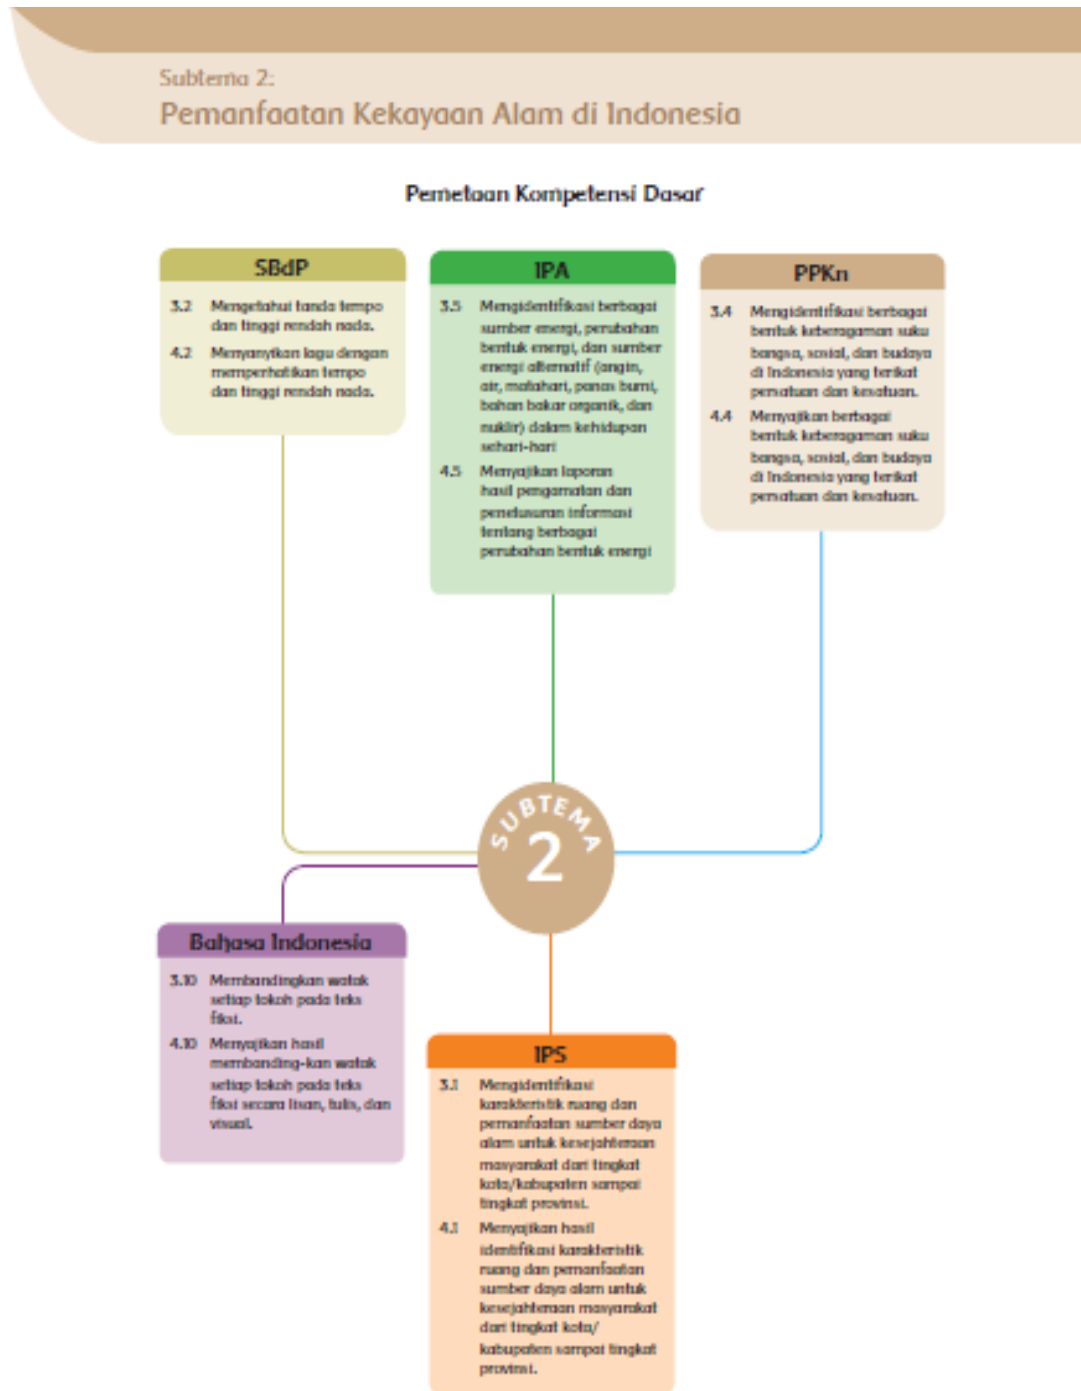 Subtema 2:
Pemanfaatan Kekayaan Alam di Indonesia
Pemetaan Kompetensi Dasar
SBdP
3.2 Mengetahui tanda tempo
dan tinggi rendah nada.
4.2 Menyanyikan lagu dengan
memperhatikan tempo
dan tinggi rendah nada.
IPA
3.5 Mengidentifikasi berbagai
sumber energi, perubahan
bentuk energi, dan sumber
energi alternatif (angin,
air, matahari, panas bumi,
bahan bakar organik, dan
nuklir) dalam kehidupan
sehari-hari
4.5 Menyajikan laporan
hasil pengamatan dan
penelusuran informasi
tentang berbagai
perubahan bentuk energi
PPKn
3.4 Mengidentifikasi berbagai
bentuk keberagaman suku
bangsa, sosial, dan budaya
di Indonesia yang terikat
persatuan dan kesatuan.
4.4 Menyajikan berbagai
bentuk keberagaman suku
bangsa, sosial, dan budaya
di Indonesia yang terikat
persatuan dan kesatuan.
SUBTEMA
2
Bahasa Indonesia
3.10 Membandingkan watak
setiap tokoh pada teks
fiksi.
4.10 Menyajikan hasil
membanding-kan watak
setiap tokoh pada teks
fiksi secara lisan, tulis, dan
visual.
IPS
3.1 Mengidentifikasi
karakteristik ruang dan
pemanfaatan sumber daya
alam untuk kesejahteraan
masyarakat dari tingkat
kota/kabupaten sampai
tingkat provinsi.
4.1 Menyajikan hasil
identifikasi karakteristik
ruang dan pemanfaatan
sumber daya alam untuk
kesejahteraan masyarakat
dari tingkat kota/
kabupaten sampai tingkat
provinsi.